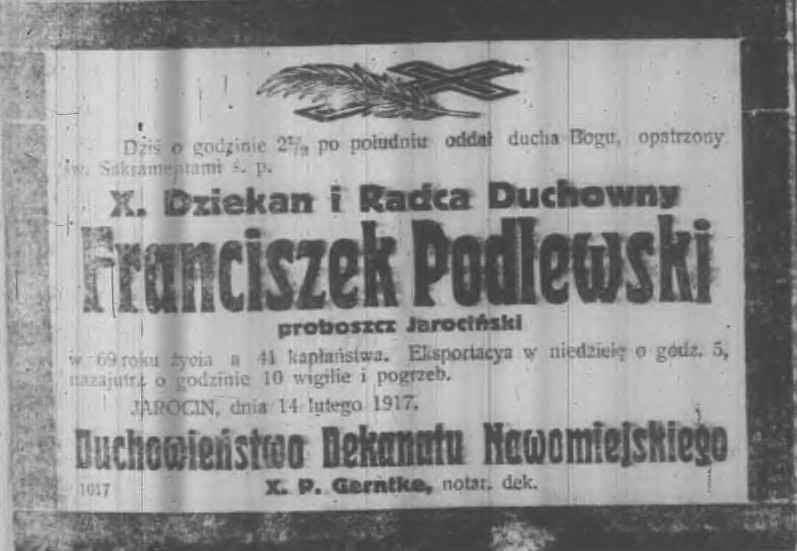 Dziś o godzinie 2½ po południu oddał ducha Bogu, opatrzony
św. Sakramentami ś. p.
X. Dziekan i Radca Duchowny
Franciszek Podlewski
proboszcz Jarociński
w 69 roku życia a 41 kapłaństwa. Eksportacya w niedzielę o godz. 5,
nazajutrz o godzinie 10 wigilie i pogrzeb.
JAROCIN, dnia 14 lutego 1917.
Duchowieństwo Dekanatu Nowomiejskiego
1017 X. P. Gerntke, notar. dek.